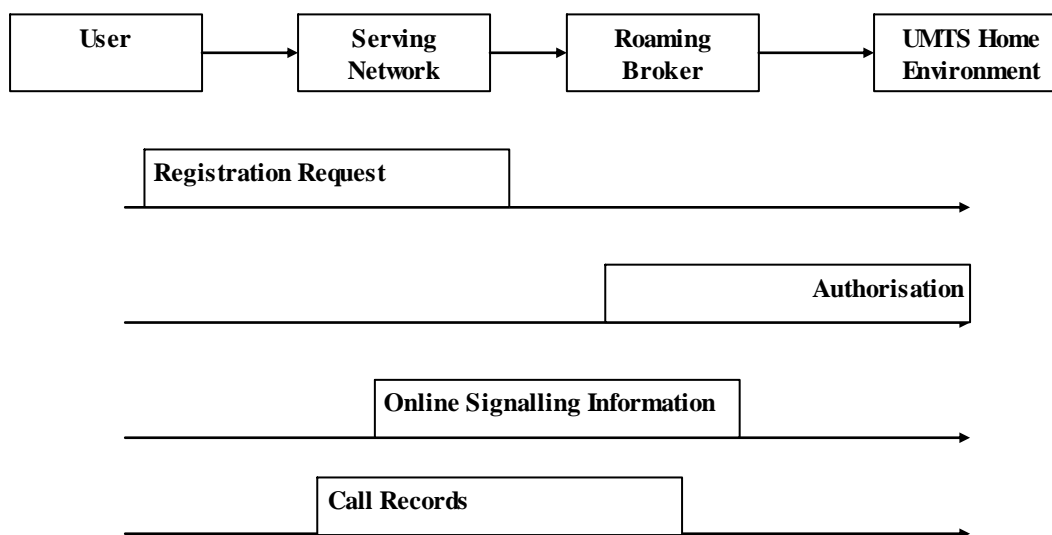 User
Serving
Network
Roaming
Broker
UMTS Home
Environment
Registration Request
Authorisation
Online Signalling Information
Call Records